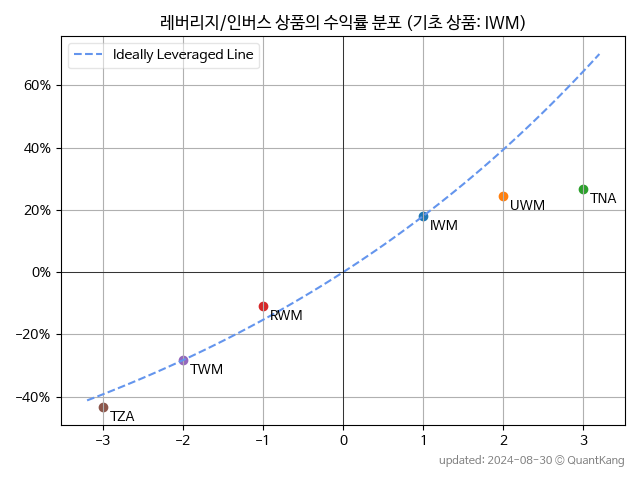 레버리지/인버스 상품의 수익률 분포 (기초 상품: IWM)
Ideally Leveraged Line
60%
40%
20%
0%
−20%
−40%
TNA
UWM
IWM
RWM
TWM
TZA
−3 −2 −1 0 1 2 3
updated: 2024-08-30 © QuantKang